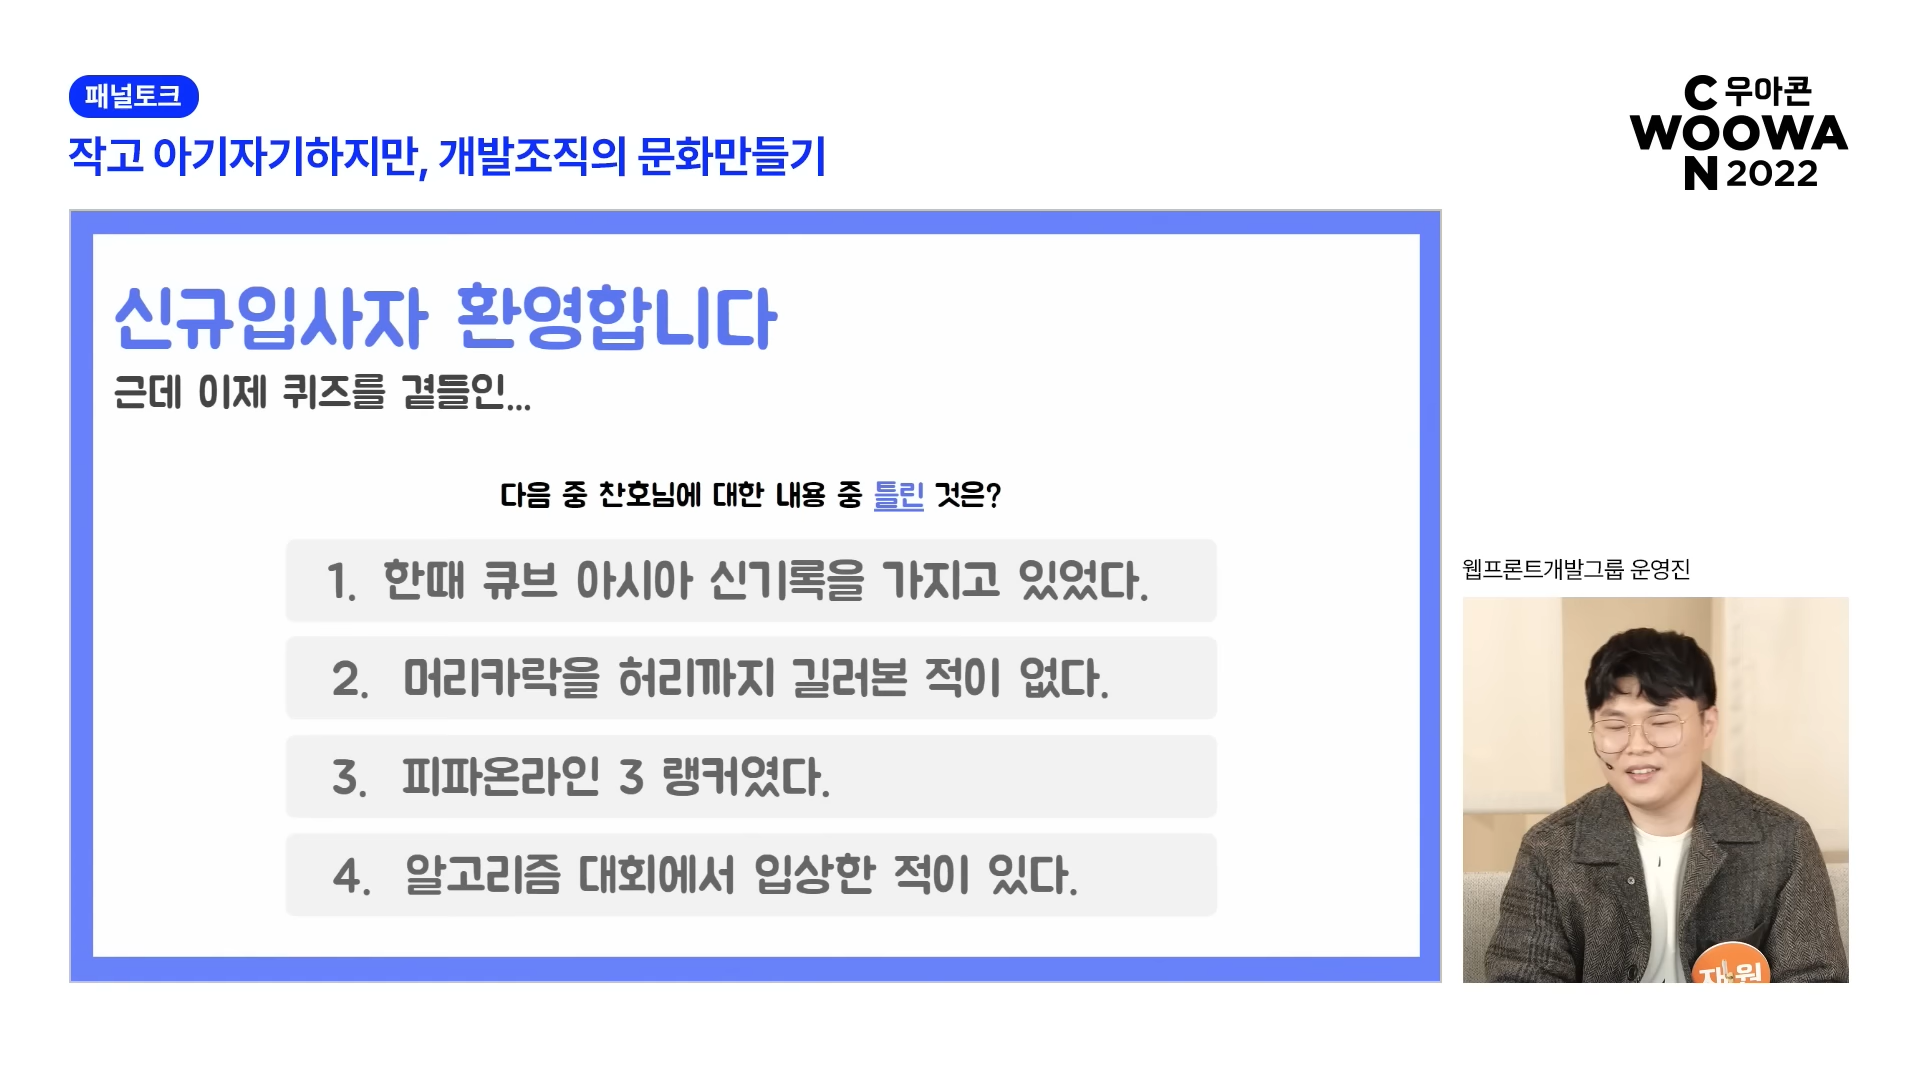 패널토크
작고 아기자기하지만, 개발조직의 문화만들기
C 우아콘
WOOWA
N 2022
신규입사자 환영합니다
근데 이제 퀴즈를 곁들인...
다음 중 찬호님에 대한 내용 중 틀린 것은?
1. 한때 큐브 아시아 신기록을 가지고 있었다.
2. 머리카락을 허리까지 길러본 적이 없다.
3. 피파온라인 3 랭커였다.
4. 알고리즘 대회에서 입상한 적이 있다.
웹프론트개발그룹 운영진
재원